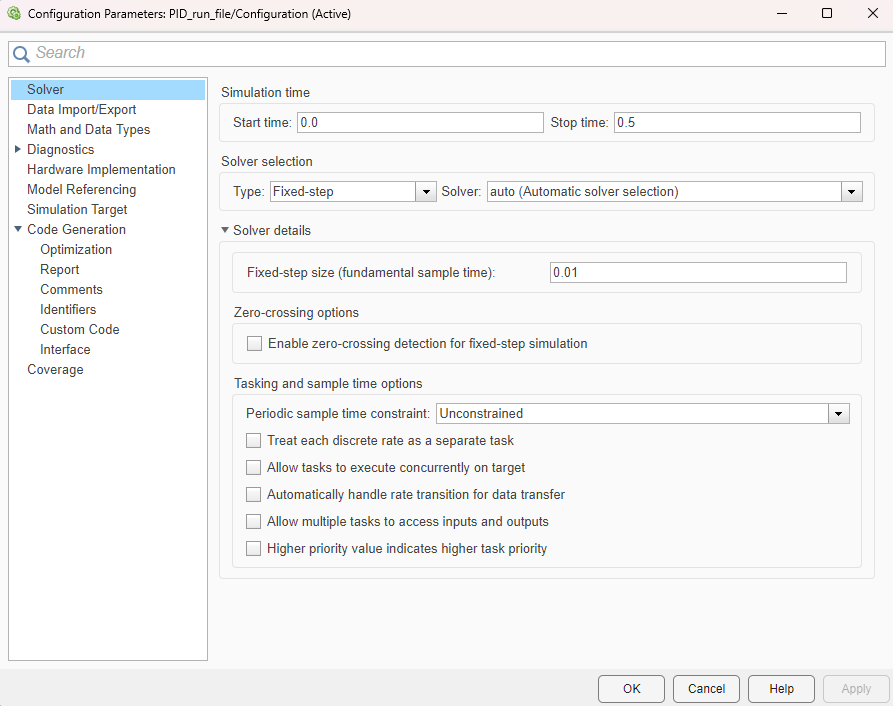 Configuration Parameters: PID_run_file/Configuration (Active)
Search
Solver
Data Import/Export
Math and Data Types
Diagnostics
Hardware Implementation
Model Referencing
Simulation Target
Code Generation
Optimization
Report
Comments
Identifiers
Custom Code
Interface
Coverage
Simulation time
Start time: 0.0 Stop time: 0.5
Solver selection
Type: Fixed-step Solver: auto (Automatic solver selection)
Solver details
Fixed-step size (fundamental sample time): 0.01
Zero-crossing options
Enable zero-crossing detection for fixed-step simulation
Tasking and sample time options
Periodic sample time constraint: Unconstrained
Treat each discrete rate as a separate task
Allow tasks to execute concurrently on target
Automatically handle rate transition for data transfer
Allow multiple tasks to access inputs and outputs
Higher priority value indicates higher task priority
OK Cancel Help Apply